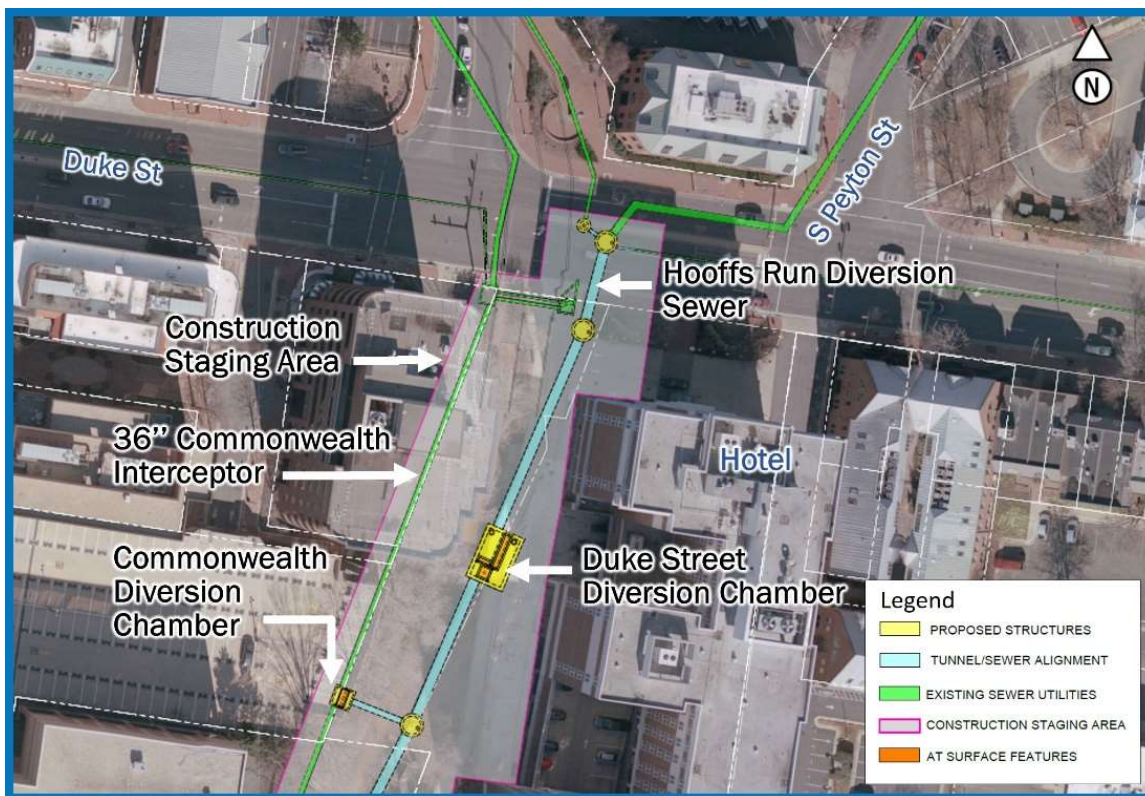 N
Duke St
S Peyton St
Hooffs Run Diversion
Sewer
Construction
Staging Area
36’’ Commonwealth
Interceptor
Hotel
Commonwealth
Diversion
Chamber
Duke Street
Diversion Chamber
Legend
PROPOSED STRUCTURES
TUNNEL/SEWER ALIGNMENT
EXISTING SEWER UTILITIES
CONSTRUCTION STAGING AREA
AT SURFACE FEATURES